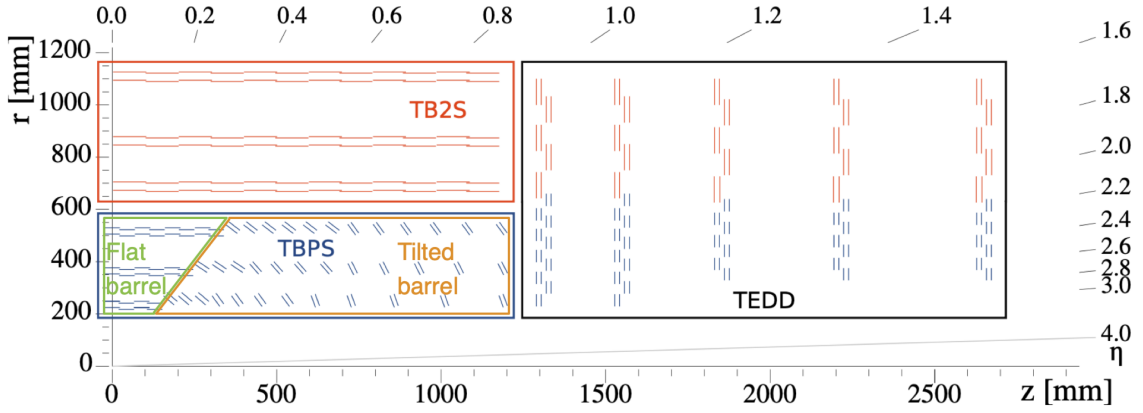 0.0 0.2 0.4 0.6 0.8 1.0 1.2 1.4 1.6
r [mm]
1200
1000
800
600
400
200
0
TB2S
TBPS
Flat
barrel
Tilted
barrel
TEDD
1.8
2.0
2.2
2.4
2.6
2.8
3.0
4.0
η
0 500 1000 1500 2000 2500 z [mm]